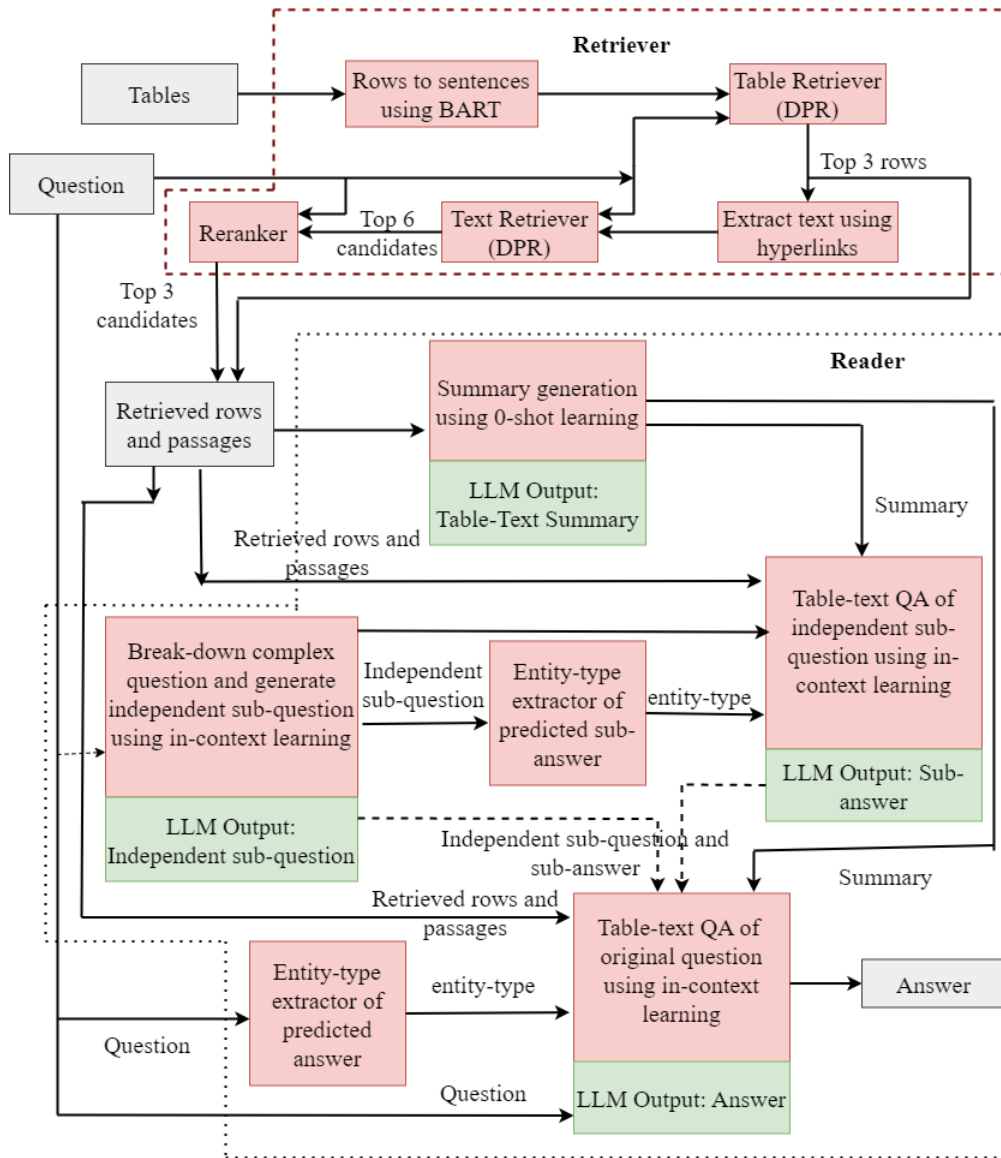 Retriever
Tables
Rows to sentences
using BART
Table Retriever
(DPR)
Question
Top 3 rows
Reranker
Top 6
candidates
Text Retriever
(DPR)
Extract text using
hyperlinks
Top 3
candidates
Reader
Retrieved rows
and passages
Summary generation
using 0-shot learning
LLM Output:
Table-Text Summary
Summary
Retrieved rows and
passages
Table-text QA of
independent sub-
question using in-
context learning
LLM Output: Sub-
answer
Break-down complex
question and generate
independent sub-question
using in-context learning
LLM Output:
Independent sub-question
Independent
sub-question
Entity-type
extractor of
predicted sub-
answer
entity-type
Independent sub-question and
sub-answer
Summary
Retrieved rows and
passages
Table-text QA of
original question
using in-context
learning
LLM Output: Answer
Answer
Entity-type
extractor of
predicted
answer
entity-type
Question
Question